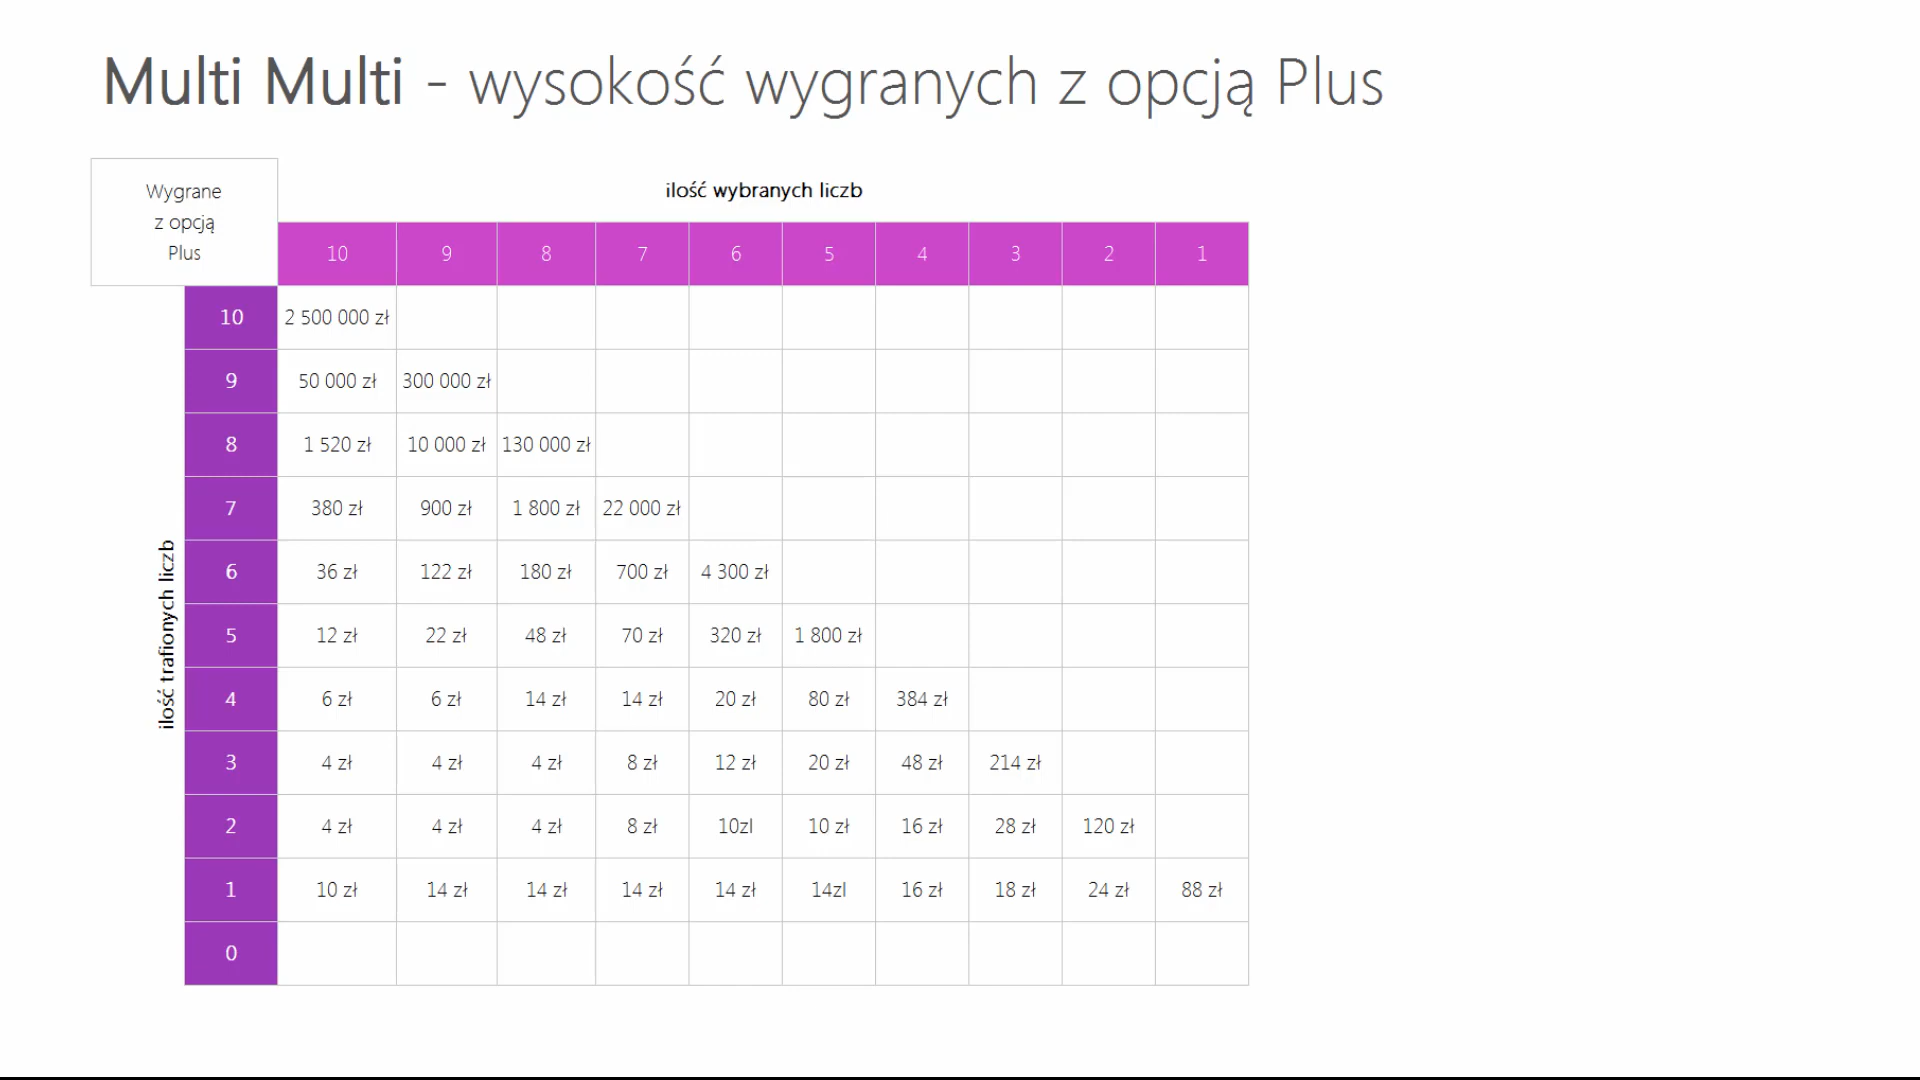 Multi Multi - wysokość wygranych z opcją Plus
Wygrane
z opcją
Plus
ilość wybranych liczb
10 9 8 7 6 5 4 3 2 1
ilość trafionych liczb
10 2 500 000 zł
9 50 000 zł 300 000 zł
8 1 520 zł 10 000 zł 130 000 zł
7 380 zł 900 zł 1 800 zł 22 000 zł
6 36 zł 122 zł 180 zł 700 zł 4 300 zł
5 12 zł 22 zł 48 zł 70 zł 320 zł 1 800 zł
4 6 zł 6 zł 14 zł 14 zł 20 zł 80 zł 384 zł
3 4 zł 4 zł 4 zł 8 zł 12 zł 20 zł 48 zł 214 zł
2 4 zł 4 zł 4 zł 8 zł 10zl 10 zł 16 zł 28 zł 120 zł
1 10 zł 14 zł 14 zł 14 zł 14 zł 14zl 16 zł 18 zł 24 zł 88 zł
0